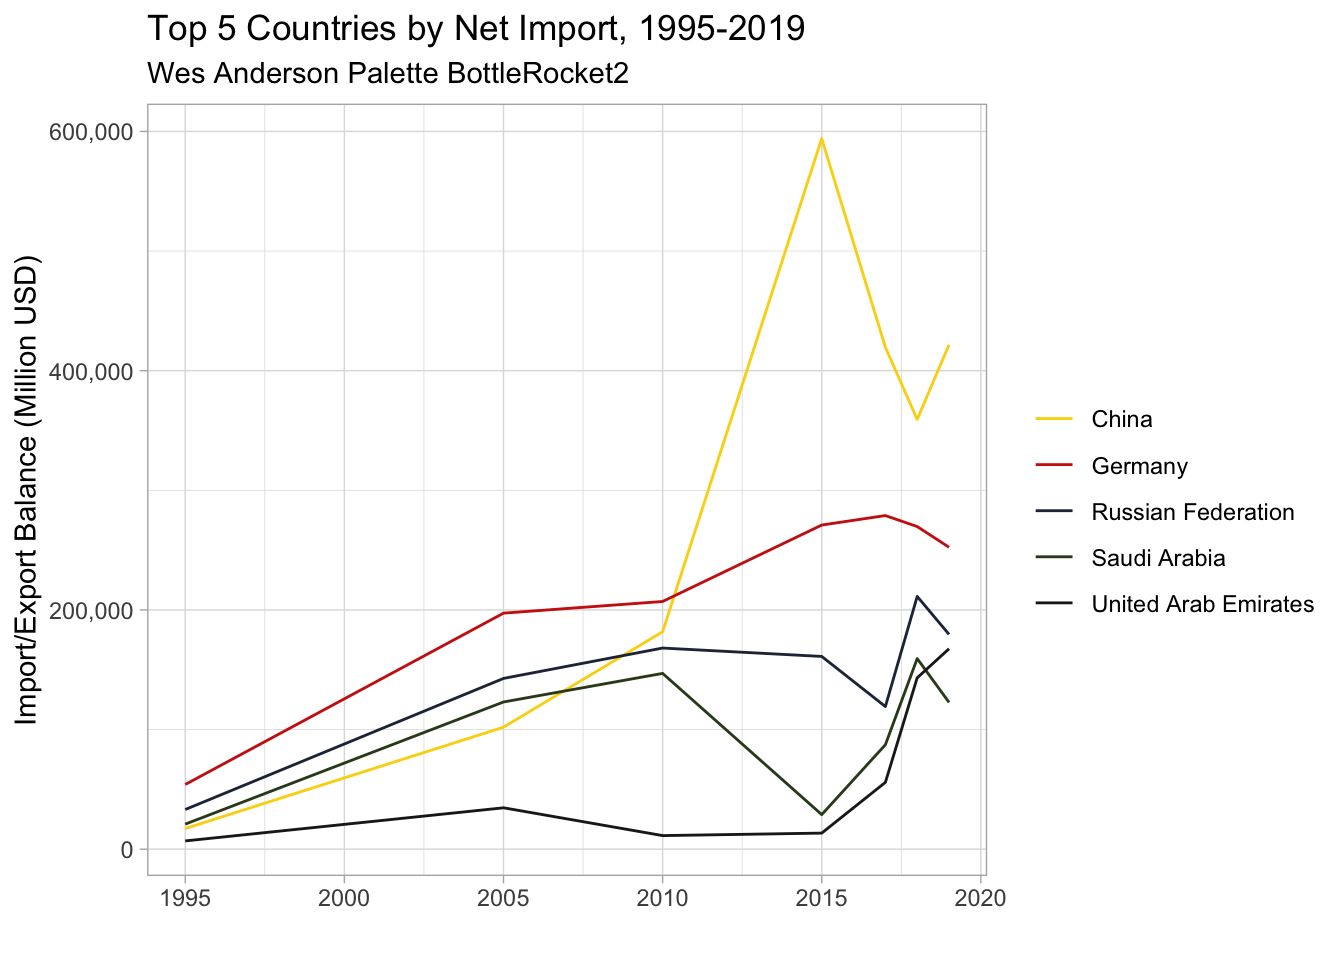 Top 5 Countries by Net Import, 1995-2019
Wes Anderson Palette BottleRocket2
Import/Export Balance (Million USD)
600,000
400,000
200,000
0
1995 2000 2005 2010 2015 2020
China
Germany
Russian Federation
Saudi Arabia
United Arab Emirates